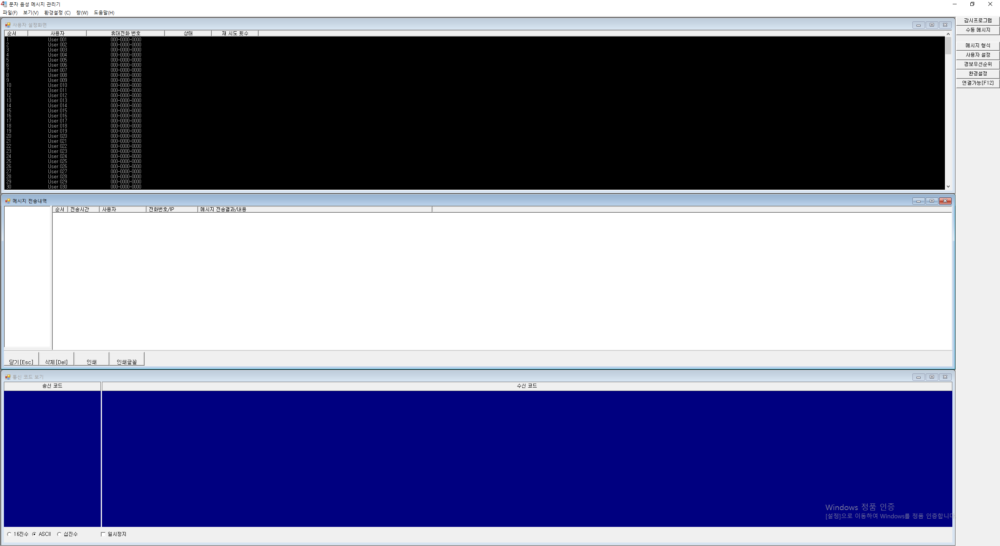 문자 음성 메시지 관리기
파일(F) 보기(V) 환경설정 (C) 창(W) 도움말(H)
사용자 설정화면
순서 사용자 휴대전화 번호 상태 재 시도 횟수
1 User 001 000-0000-0000
2 User 002 000-0000-0000
3 User 003 000-0000-0000
4 User 004 000-0000-0000
5 User 005 000-0000-0000
6 User 006 000-0000-0000
7 User 007 000-0000-0000
8 User 008 000-0000-0000
9 User 009 000-0000-0000
10 User 010 000-0000-0000
11 User 011 000-0000-0000
12 User 012 000-0000-0000
13 User 013 000-0000-0000
14 User 014 000-0000-0000
15 User 015 000-0000-0000
16 User 016 000-0000-0000
17 User 017 000-0000-0000
18 User 018 000-0000-0000
19 User 019 000-0000-0000
20 User 020 000-0000-0000
21 User 021 000-0000-0000
22 User 022 000-0000-0000
23 User 023 000-0000-0000
24 User 024 000-0000-0000
25 User 025 000-0000-0000
26 User 026 000-0000-0000
27 User 027 000-0000-0000
28 User 028 000-0000-0000
29 User 029 000-0000-0000
30 User 030 000-0000-0000
감시프로그램
수동 메시지
메시지 형식
사용자 설정
경보우선순위
환경설정
연결가능[F12]
메시지 전송내역
순서 전송시간 사용자 전화번호/IP 메시지 전송결과/내용
닫기[Esc] 삭제[Del] 인쇄 인쇄글꼴
통신 코드 보기
송신 코드 수신 코드
Windows 정품 인증
[설정]으로 이동하여 Windows를 정품 인증합니다
16진수 ASCII 십진수 일시정지